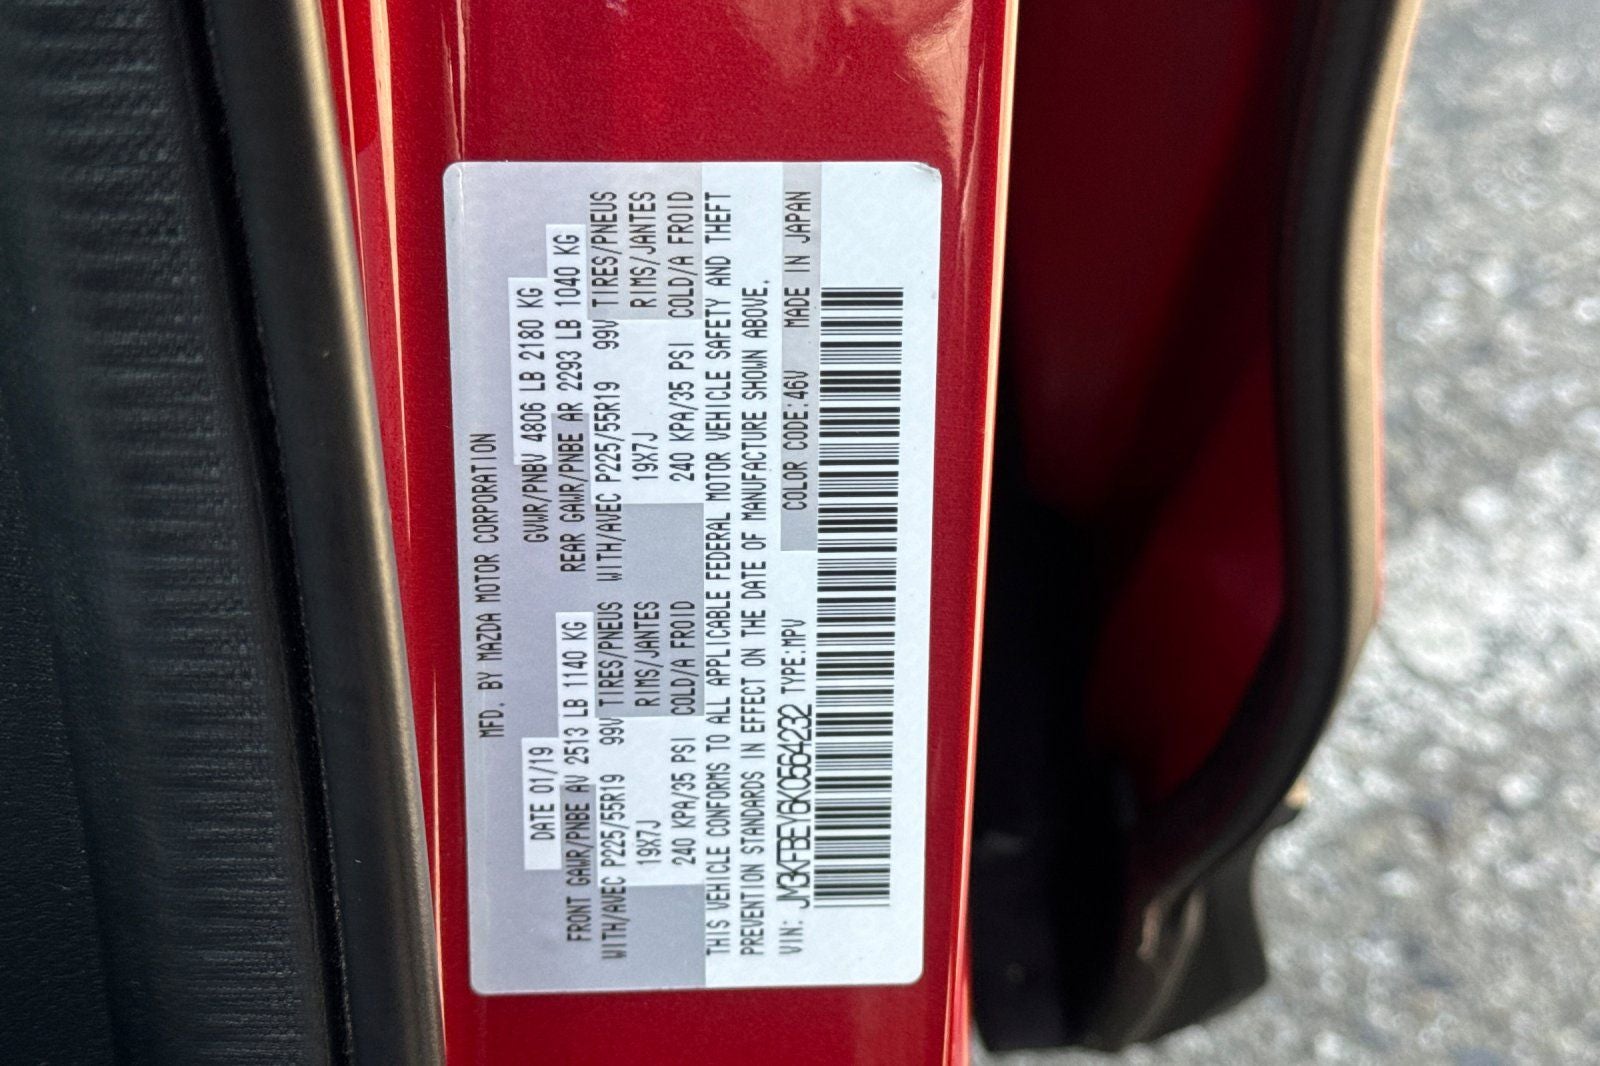 MFD. BY MAZDA MOTOR CORPORATION
DATE 01/19 GVWR/PNBV 4806 LB 2180 KG
FRONT GAWR/PNBE AV 2513 LB 1140 KG REAR GAWR/PNBE AR 2293 LB 1040 KG
WITH/AVEC P225/55R19 99V TIRES/PNEUS WITH/AVEC P225/55R19 99V TIRES/PNEUS
19X7J RIMS/JANTES 19X7J RIMS/JANTES
240 KPA/35 PSI COLD/A FROID 240 KPA/35 PSI COLD/A FROID
THIS VEHICLE CONFORMS TO ALL APPLICABLE FEDERAL MOTOR VEHICLE SAFETY AND THEFT
PREVENTION STANDARDS IN EFFECT ON THE DATE OF MANUFACTURE SHOWN ABOVE.
VIN: JM3KFBEY6K0564232 TYPE:MPV COLOR CODE:46V MADE IN JAPAN